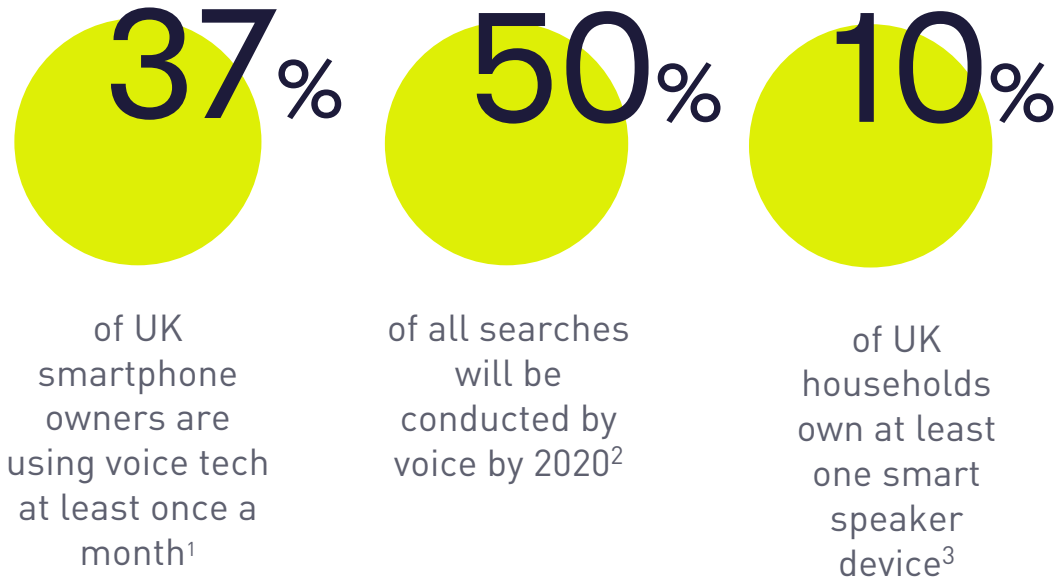 37%
of UK
smartphone
owners are
using voice tech
at least once a
month¹
50%
of all searches
will be
conducted by
voice by 2020²
10%
of UK
households
own at least
one smart
speaker
device³